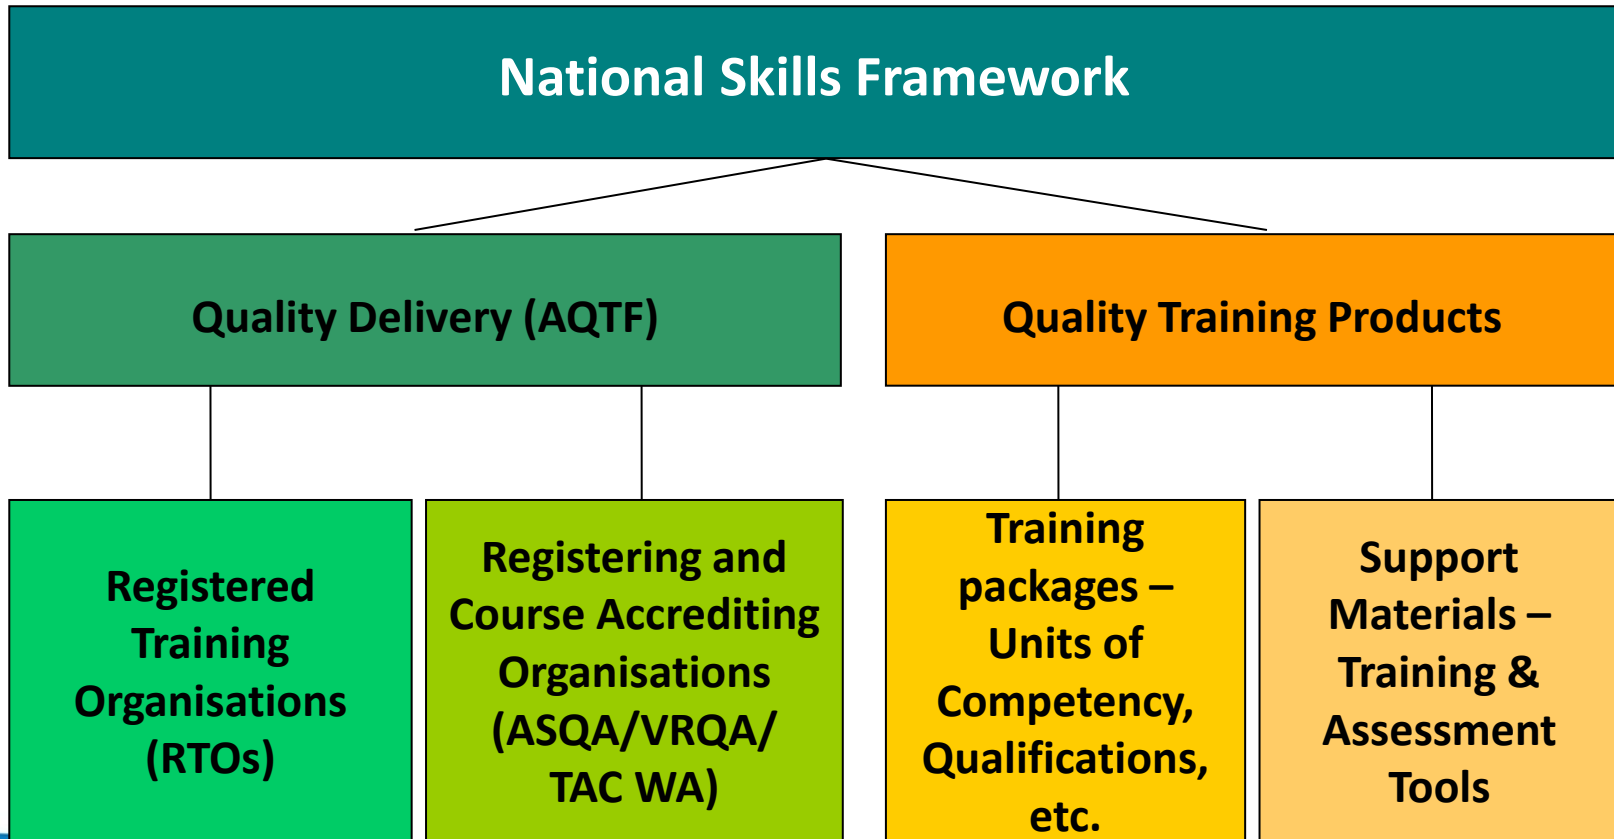 National Skills Framework
Quality Delivery (AQTF)
Quality Training Products
Registered
Training
Organisations
(RTOs)
Registering and
Course Accrediting
Organisations
(ASQA/VRQA/
TAC WA)
Training
packages –
Units of
Competency,
Qualifications,
etc.
Support
Materials –
Training &
Assessment
Tools